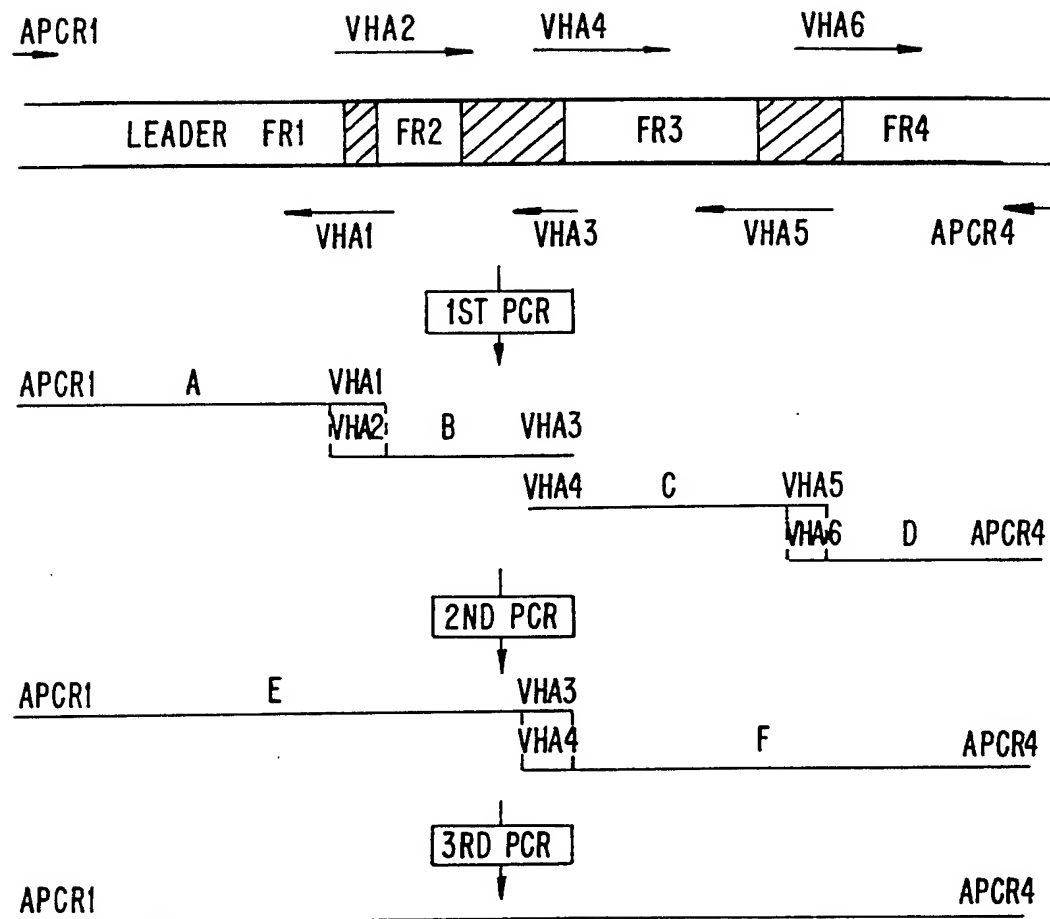 APCR1 VHA2 VHA4 VHA6
LEADER FR1 FR2 FR3 FR4
VHA1 VHA3 VHA5 APCR4
1ST PCR
APCR1 A VHA1
VHA2 B VHA3
VHA4 C VHA5
VHA6 D APCR4
2ND PCR
APCR1 E VHA3
VHA4 F APCR4
3RD PCR
APCR1 APCR4